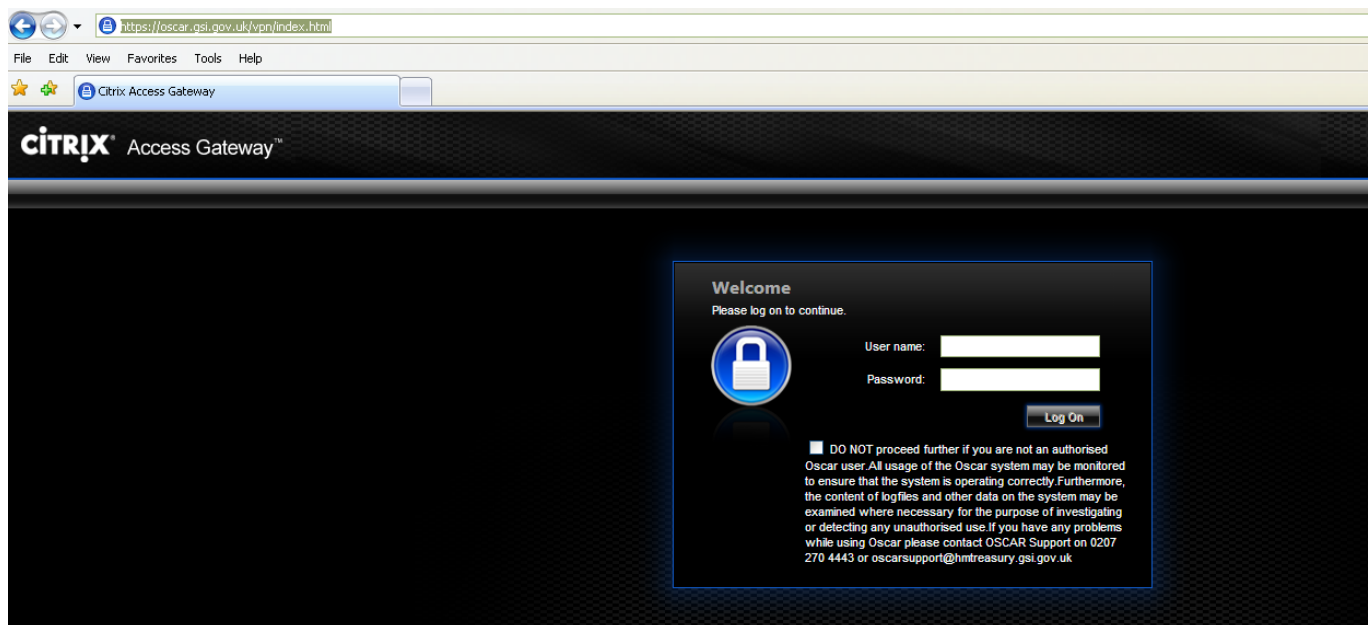 https://oscar.gsi.gov.uk/vpn/index.html
File Edit View Favorites Tools Help
Citrix Access Gateway
CITRIX® Access Gateway™
Welcome
Please log on to continue.
User name:
Password:
Log On
DO NOT proceed further if you are not an authorised
Oscar user.All usage of the Oscar system may be monitored
to ensure that the system is operating correctly.Furthermore,
the content of logfiles and other data on the system may be
examined where necessary for the purpose of investigating
or detecting any unauthorised use.If you have any problems
while using Oscar please contact OSCAR Support on 0207
270 4443 or oscarsupport@hmtreasury.gsi.gov.uk